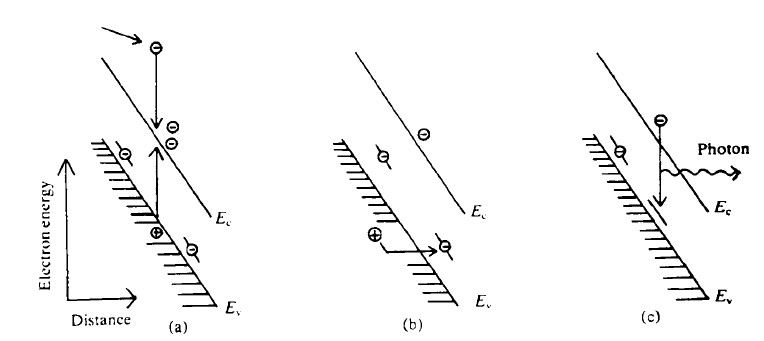 Electron energy
Distance
E_c
E_v
(a)
E_c
E_v
(b)
Photon
E_c
E_v
(c)